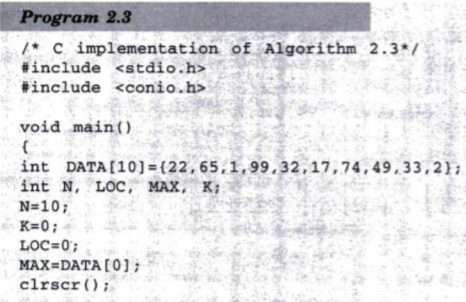 Program 2.3
/* C implementation of Algorithm 2.3*/
#include <stdio.h>
#include <conio.h>
void main()
{
int DATA[10]={22,65,1,99,32,17,74,49,33,2};
int N, LOC, MAX, K;
N=10;
K=0;
LOC=0;
MAX=DATA[0];
clrscr();